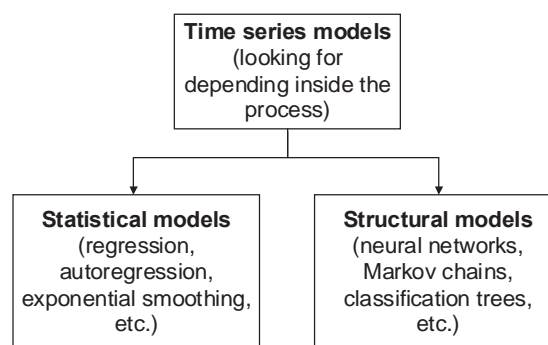 Time series models
(looking for
depending inside the
process)
Statistical models
(regression,
autoregression,
exponential smoothing,
etc.)
Structural models
(neural networks,
Markov chains,
classification trees,
etc.)